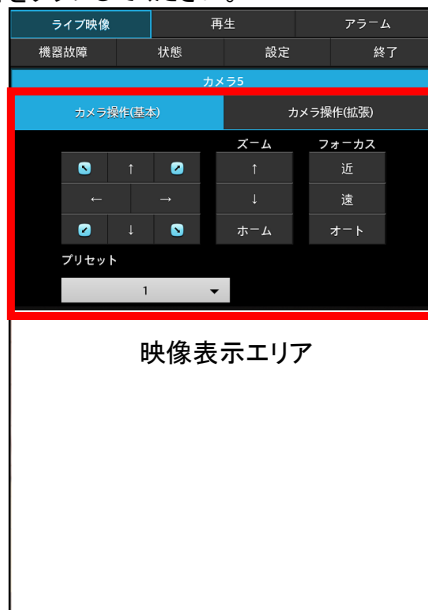 ライブ映像 再生 アラーム
機器故障 状態 設定 終了
カメラ5
カメラ操作(基本) カメラ操作(拡張)
ズーム フォーカス
↖ ↑ ↗ ↑ 近
← → ↓ 遠
↙ ↓ ↘ ホーム オート
プリセット
1
映像表示エリア